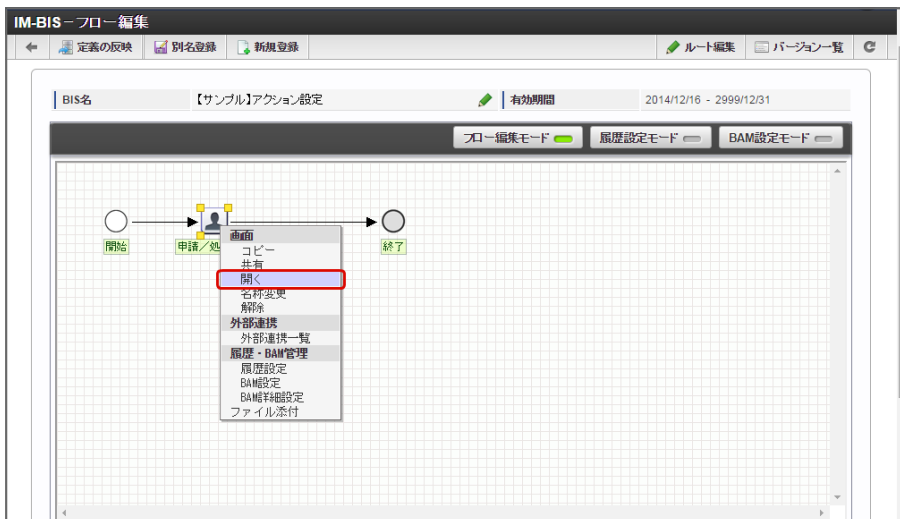 IM-BIS－フロー編集
定義の反映 別名登録 新規登録 ルート編集 バージョン一覧
BIS名 【サンプル】アクション設定 有効期間 2014/12/16 - 2999/12/31
フロー編集モード 履歴設定モード BAM設定モード
開始 申請／処 終了
画面
コピー
共有
開く
名称変更
解除
外部連携
外部連携一覧
履歴・BAM管理
履歴設定
BAM設定
BAM詳細設定
ファイル添付